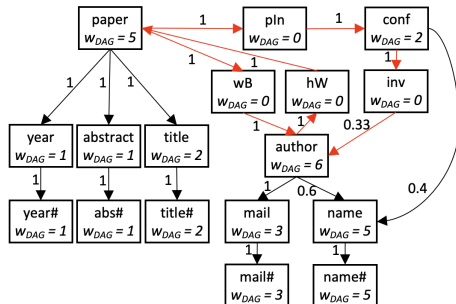 paper
w_DAG = 5
1
pIn
w_DAG = 0
1
conf
w_DAG = 2
1
1
1
wB
w_DAG = 0
hW
w_DAG = 0
inv
w_DAG = 0
1
1
1
1
1
0.33
year
w_DAG = 1
abstract
w_DAG = 1
title
w_DAG = 2
author
w_DAG = 6
1
1
1
1
0.6
0.4
year#
w_DAG = 1
abs#
w_DAG = 1
title#
w_DAG = 2
mail
w_DAG = 3
name
w_DAG = 5
1
1
mail#
w_DAG = 3
name#
w_DAG = 5